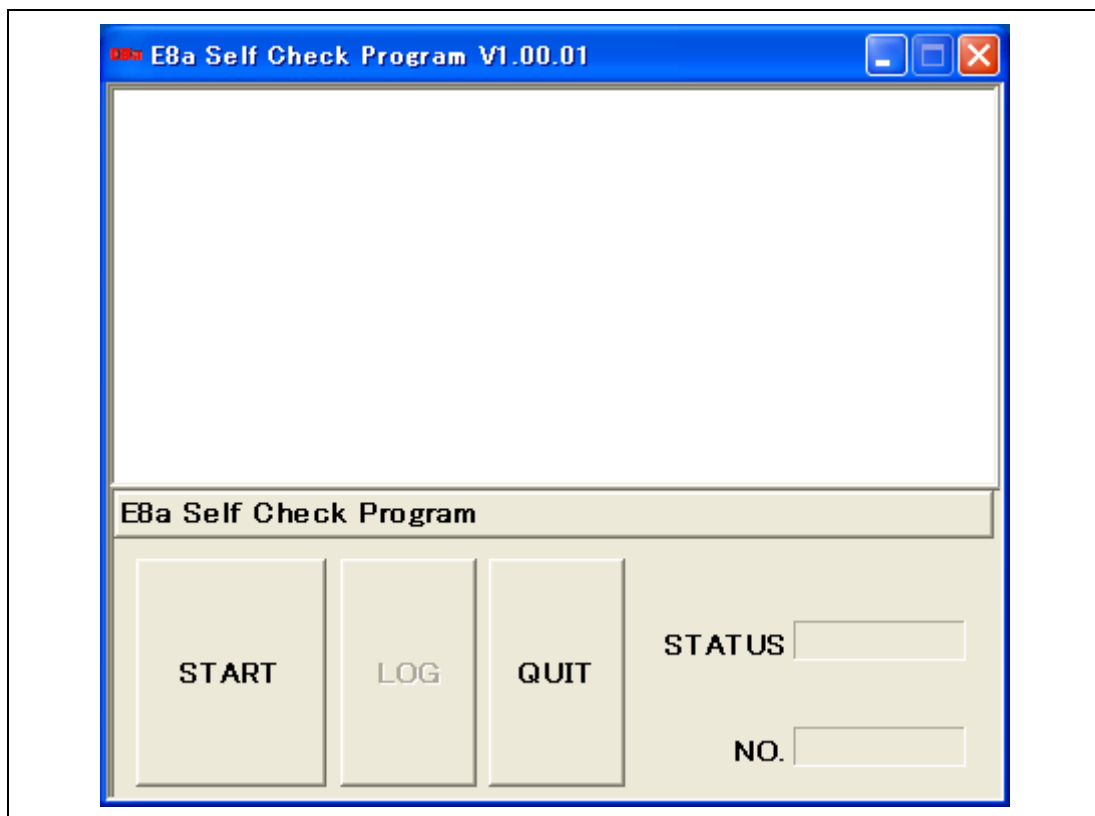 E8a Self Check Program V1.00.01
E8a Self Check Program
START
LOG
QUIT
STATUS
NO.